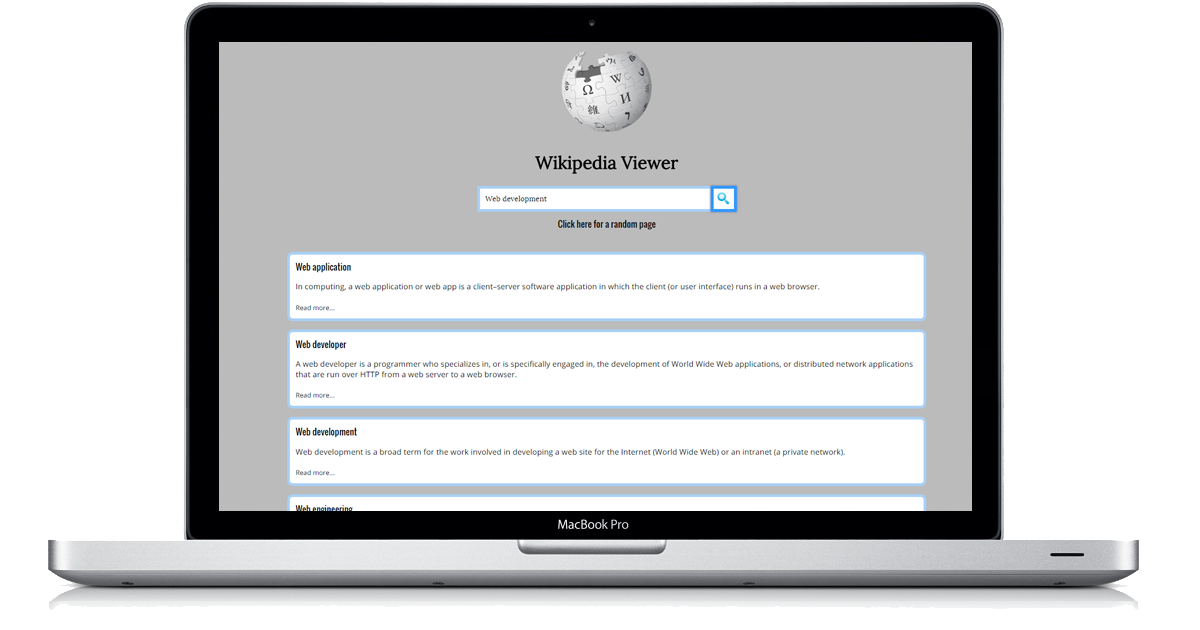 Ω W И 維 7
Wikipedia Viewer
Web development
Click here for a random page
Web application
In computing, a web application or web app is a client–server software application in which the client (or user interface) runs in a web browser.
Read more...
Web developer
A web developer is a programmer who specializes in, or is specifically engaged in, the development of World Wide Web applications, or distributed network applications
that are run over HTTP from a web server to a web browser.
Read more...
Web development
Web development is a broad term for the work involved in developing a web site for the Internet (World Wide Web) or an intranet (a private network).
Read more...
Web engineering
MacBook Pro